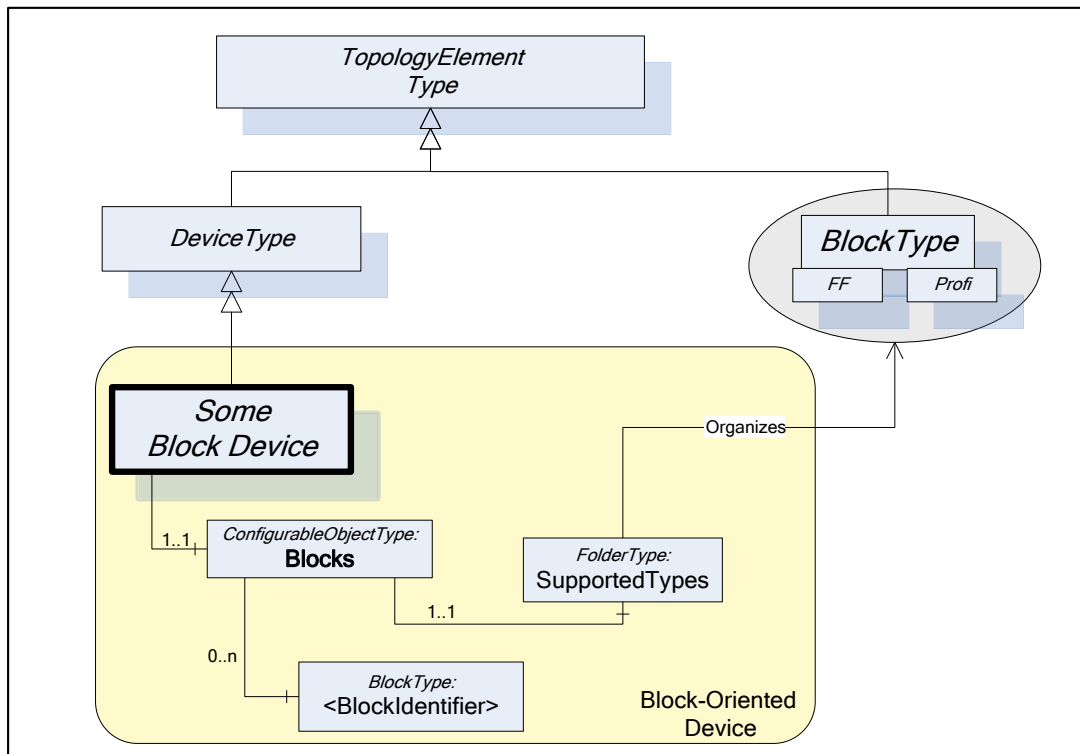 TopologyElement
Type
DeviceType
BlockType
FF
Profi
Some
Block Device
Organizes
1..1
ConfigurableObjectType:
Blocks
FolderType:
SupportedTypes
1..1
0..n
BlockType:
<BlockIdentifier>
Block-Oriented
Device